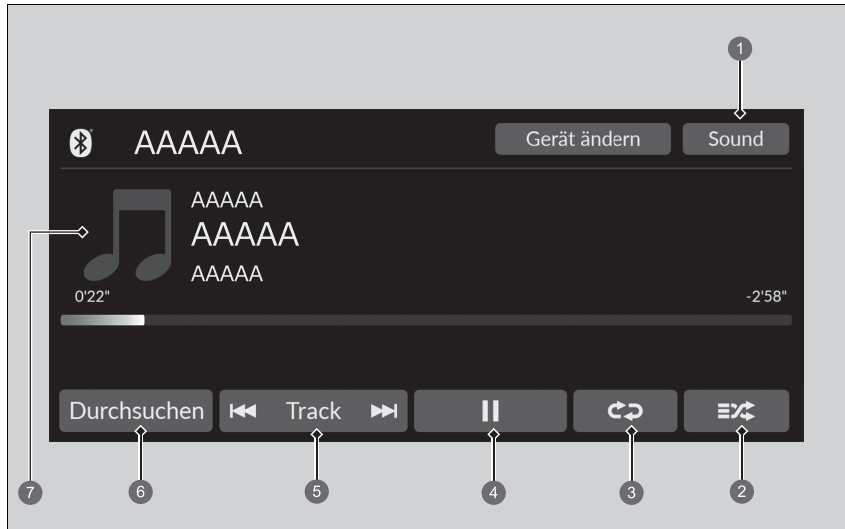 1
AAAAA
Gerät ändern
Sound
AAAAA
AAAAA
AAAAA
0'22"
-2'58"
Durchsuchen
Track
7
6
5
4
3
2